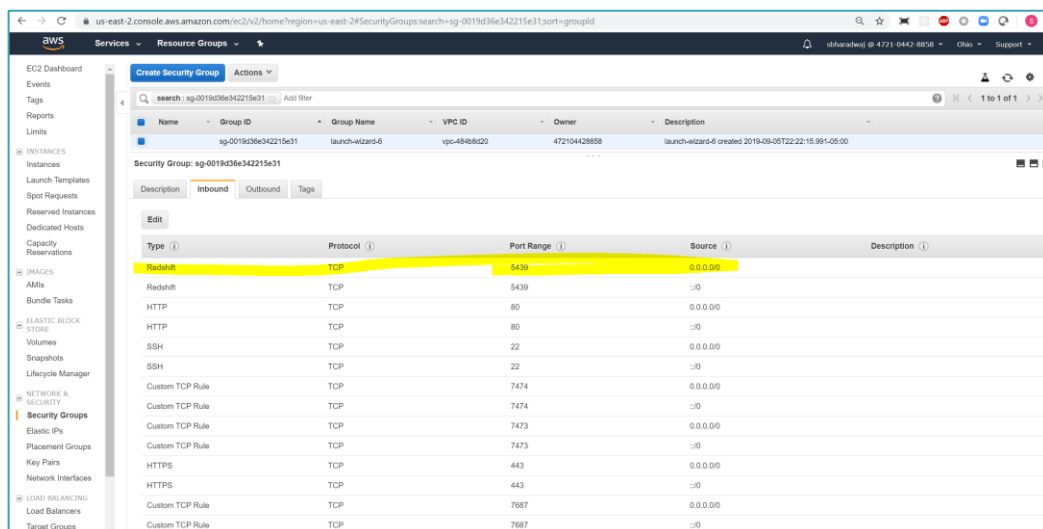 us-east-2.console.aws.amazon.com/ec2/v2/home?region=us-east-2#SecurityGroups:search=sg-0019d36e342215e31;sort=groupId
aws Services Resource Groups sbharadwaj @ 4721-0442-8858 Ohio Support
EC2 Dashboard
Events
Tags
Reports
Limits
INSTANCES
Instances
Launch Templates
Spot Requests
Reserved Instances
Dedicated Hosts
Capacity
Reservations
IMAGES
AMIs
Bundle Tasks
ELASTIC BLOCK
STORE
Volumes
Snapshots
Lifecycle Manager
NETWORK &
SECURITY
Security Groups
Elastic IPs
Placement Groups
Key Pairs
Network Interfaces
LOAD BALANCING
Load Balancers
Target Groups
Create Security Group Actions
search : sg-0019d36e342215e31 Add filter 1 to 1 of 1
Name Group ID Group Name VPC ID Owner Description
sg-0019d36e342215e31 launch-wizard-6 vpc-484b8d20 472104428858 launch-wizard-6 created 2019-09-05T22:22:15.991-05:00
Security Group: sg-0019d36e342215e31
Description Inbound Outbound Tags
Edit
Type Protocol Port Range Source Description
Redshift TCP 5439 0.0.0.0/0
Redshift TCP 5439 ::/0
HTTP TCP 80 0.0.0.0/0
HTTP TCP 80 ::/0
SSH TCP 22 0.0.0.0/0
SSH TCP 22 ::/0
Custom TCP Rule TCP 7474 0.0.0.0/0
Custom TCP Rule TCP 7474 ::/0
Custom TCP Rule TCP 7473 0.0.0.0/0
Custom TCP Rule TCP 7473 ::/0
HTTPS TCP 443 0.0.0.0/0
HTTPS TCP 443 ::/0
Custom TCP Rule TCP 7687 0.0.0.0/0
Custom TCP Rule TCP 7687 ::/0